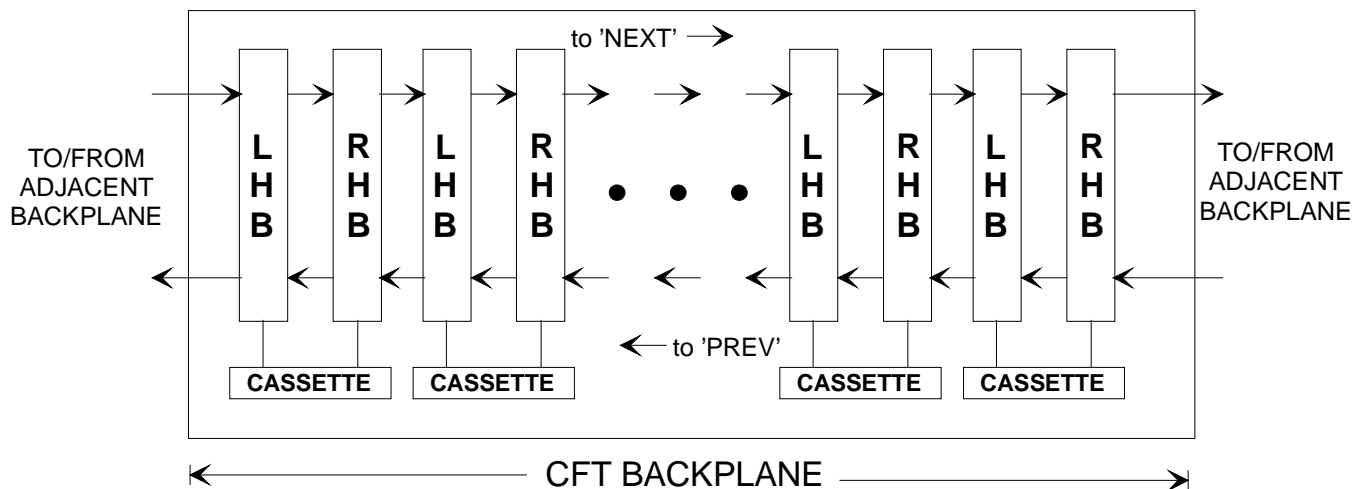 to 'NEXT'
L
H
B
R
H
B
L
H
B
R
H
B
L
H
B
R
H
B
L
H
B
R
H
B
TO/FROM
ADJACENT
BACKPLANE
TO/FROM
ADJACENT
BACKPLANE
to 'PREV'
CASSETTE
CASSETTE
CASSETTE
CASSETTE
CFT BACKPLANE